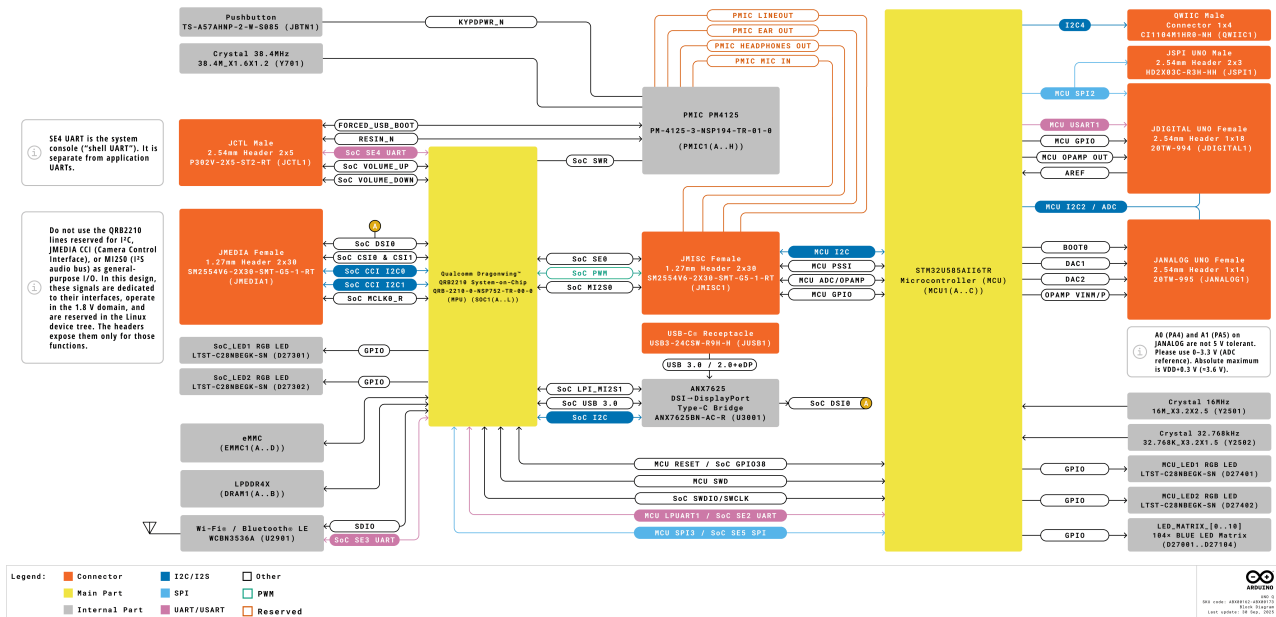 Pushbutton
TS-A57AHNP-2-W-S085 (JBTN1)
KYPDPWR_N
Crystal 38.4MHz
38.4M_X1.6X1.2 (Y701)
PMIC LINEOUT
PMIC EAR OUT
PMIC HEADPHONES OUT
PMIC MIC IN
PMIC PM4125
PM-4125-3-NSP194-TR-01-0
(PMIC1(A..H))
SE4 UART is the system
console ("shell UART"). It is
separate from application
UARTs.
JCTL Male
2.54mm Header 2x5
P302V-2X5-ST2-RT (JCTL1)
FORCED_USB_BOOT
RESIN_N
SoC SE4 UART
SoC VOLUME_UP
SoC VOLUME_DOWN
SoC SWR
Do not use the QRB2210
lines reserved for I²C,
JMEDIA CCI (Camera Control
Interface), or MI2S0 (I²S
audio bus) as general-
purpose I/O. In this design,
these signals are dedicated
to their interfaces, operate
in the 1.8 V domain, and
are reserved in the Linux
device tree. The headers
expose them only for those
functions.
JMEDIA Female
1.27mm Header 2x30
SM2554V6-2X30-SMT-G5-1-RT
(JMEDIA1)
A
SoC DSI0
SoC CSI0 & CSI1
SoC CCI I2C0
SoC CCI I2C1
SoC MCLK0_R
Qualcomm Dragonwing™
QRB2210 System-on-Chip
QRB-2210-0-NSP752-TR-00-0
(MPU) (SOC1(A..L))
SoC SE0
SoC PWM
SoC MI2S0
JMISC Female
1.27mm Header 2x30
SM2554V6-2X30-SMT-G5-1-RT
(JMISC1)
MCU I2C
MCU PSSI
MCU ADC/OPAMP
MCU GPIO
STM32U585AII6TR
Microcontroller (MCU)
(MCU1(A..C))
SoC_LED1 RGB LED
LTST-C28NBEGK-SN (D27301)
GPIO
SoC_LED2 RGB LED
LTST-C28NBEGK-SN (D27302)
GPIO
USB-C® Receptacle
USB3-24CSW-R9H-H (JUSB1)
USB 3.0 / 2.0+eDP
SoC LPI_MI2S1
SoC USB 3.0
SoC I2C
ANX7625
DSI→DisplayPort
Type-C Bridge
ANX7625BN-AC-R (U3001)
SoC DSI0
A
eMMC
(EMMC1(A..D))
LPDDR4X
(DRAM1(A..B))
Wi-Fi® / Bluetooth® LE
WCBN3536A (U2901)
SDIO
SoC SE3 UART
MCU RESET / SoC GPIO38
MCU SWD
SoC SWDIO/SWCLK
MCU LPUART1 / SoC SE2 UART
MCU SPI3 / SoC SE5 SPI
I2C4
QWIIC Male
Connector 1x4
CI1104M1HR0-NH (QWIIC1)
JSPI UNO Male
2.54mm Header 2x3
HD2X03C-R3H-HH (JSPI1)
MCU SPI2
MCU USART1
MCU GPIO
MCU OPAMP OUT
AREF
JDIGITAL UNO Female
2.54mm Header 1x18
20TW-994 (JDIGITAL1)
MCU I2C2 / ADC
BOOT0
DAC1
DAC2
OPAMP VINM/P
JANALOG UNO Female
2.54mm Header 1x14
20TW-995 (JANALOG1)
A0 (PA4) and A1 (PA5) on
JANALOG are not 5 V tolerant.
Please use 0–3.3 V (ADC
reference). Absolute maximum
is VDD+0.3 V (≈3.6 V).
Crystal 16MHz
16M_X3.2X2.5 (Y2501)
Crystal 32.768kHz
32.768K_X3.2X1.5 (Y2502)
GPIO
MCU_LED1 RGB LED
LTST-C28NBEGK-SN (D27401)
GPIO
MCU_LED2 RGB LED
LTST-C28NBEGK-SN (D27402)
GPIO
LED_MATRIX_[0..10]
104× BLUE LED Matrix
(D27001..D27104)
Legend:
Connector
Main Part
Internal Part
I2C/I2S
SPI
UART/USART
Other
PWM
Reserved
ARDUINO
UNO Q
SKU code: ABX00162-ABX00173
Block Diagram
Last update: 30 Sep, 2025